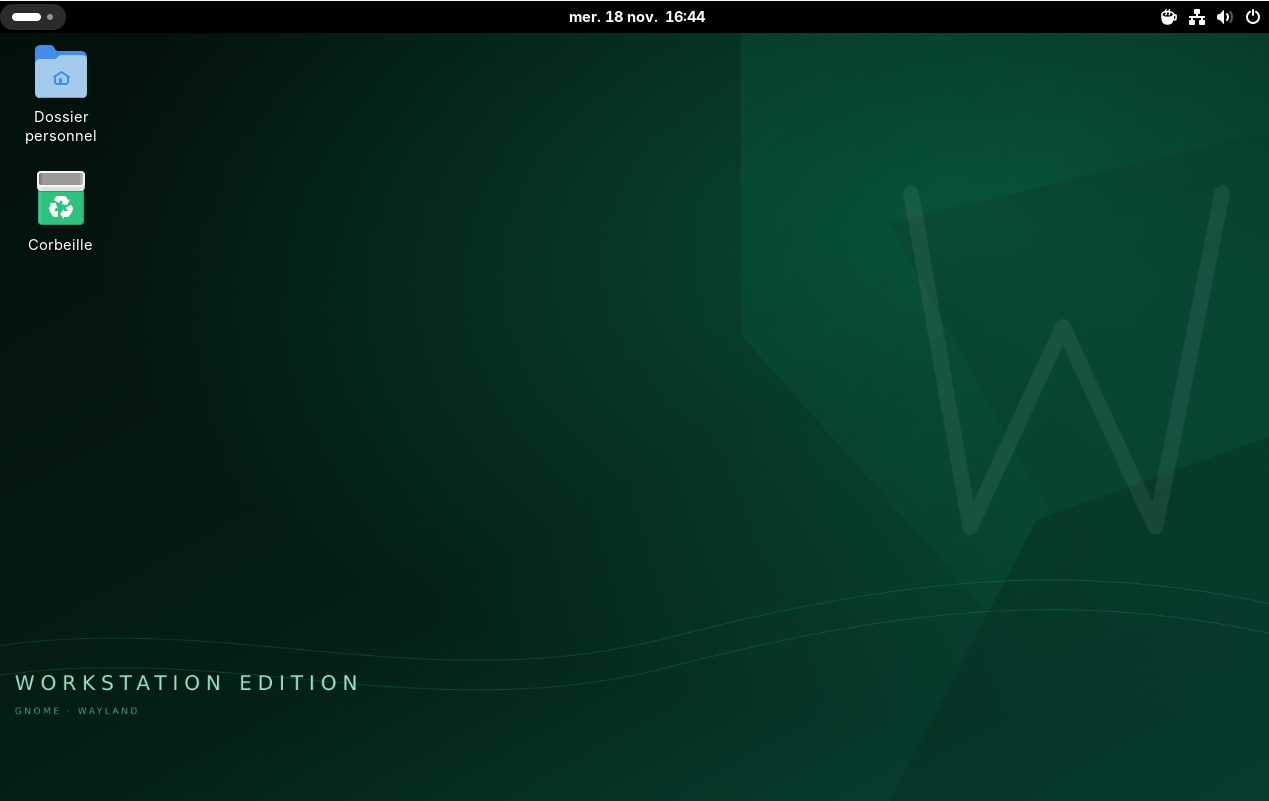 mer. 18 nov. 16:44
Dossier
personnel
Corbeille
W
WORKSTATION EDITION
GNOME · WAYLAND